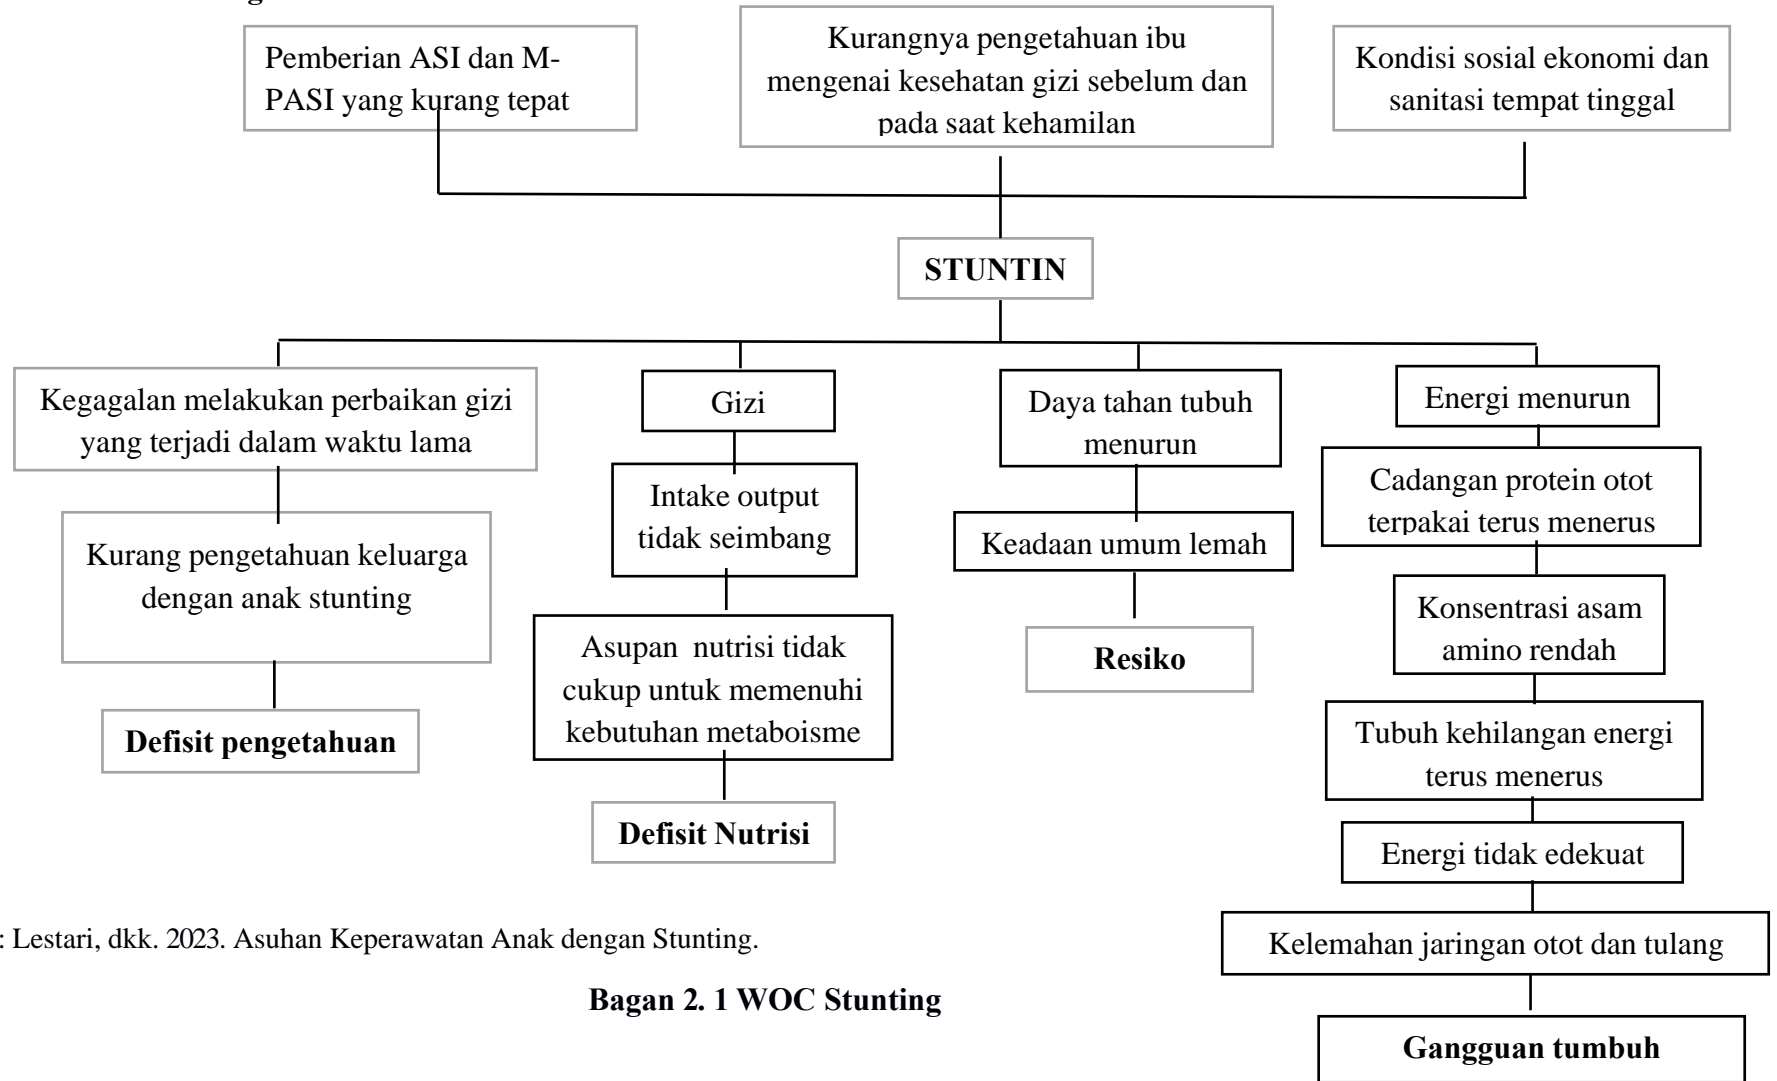 g
Pemberian ASI dan M-
PASI yang kurang tepat
Kurangnya pengetahuan ibu
mengenai kesehatan gizi sebelum dan
pada saat kehamilan
Kondisi sosial ekonomi dan
sanitasi tempat tinggal
STUNTIN
Kegagalan melakukan perbaikan gizi
yang terjadi dalam waktu lama
Kurang pengetahuan keluarga
dengan anak stunting
Defisit pengetahuan
Gizi
Intake output
tidak seimbang
Asupan nutrisi tidak
cukup untuk memenuhi
kebutuhan metaboisme
Defisit Nutrisi
Daya tahan tubuh
menurun
Keadaan umum lemah
Resiko
Energi menurun
Cadangan protein otot
terpakai terus menerus
Konsentrasi asam
amino rendah
Tubuh kehilangan energi
terus menerus
Energi tidak edekuat
Kelemahan jaringan otot dan tulang
Gangguan tumbuh
: Lestari, dkk. 2023. Asuhan Keperawatan Anak dengan Stunting.
Bagan 2. 1 WOC Stunting